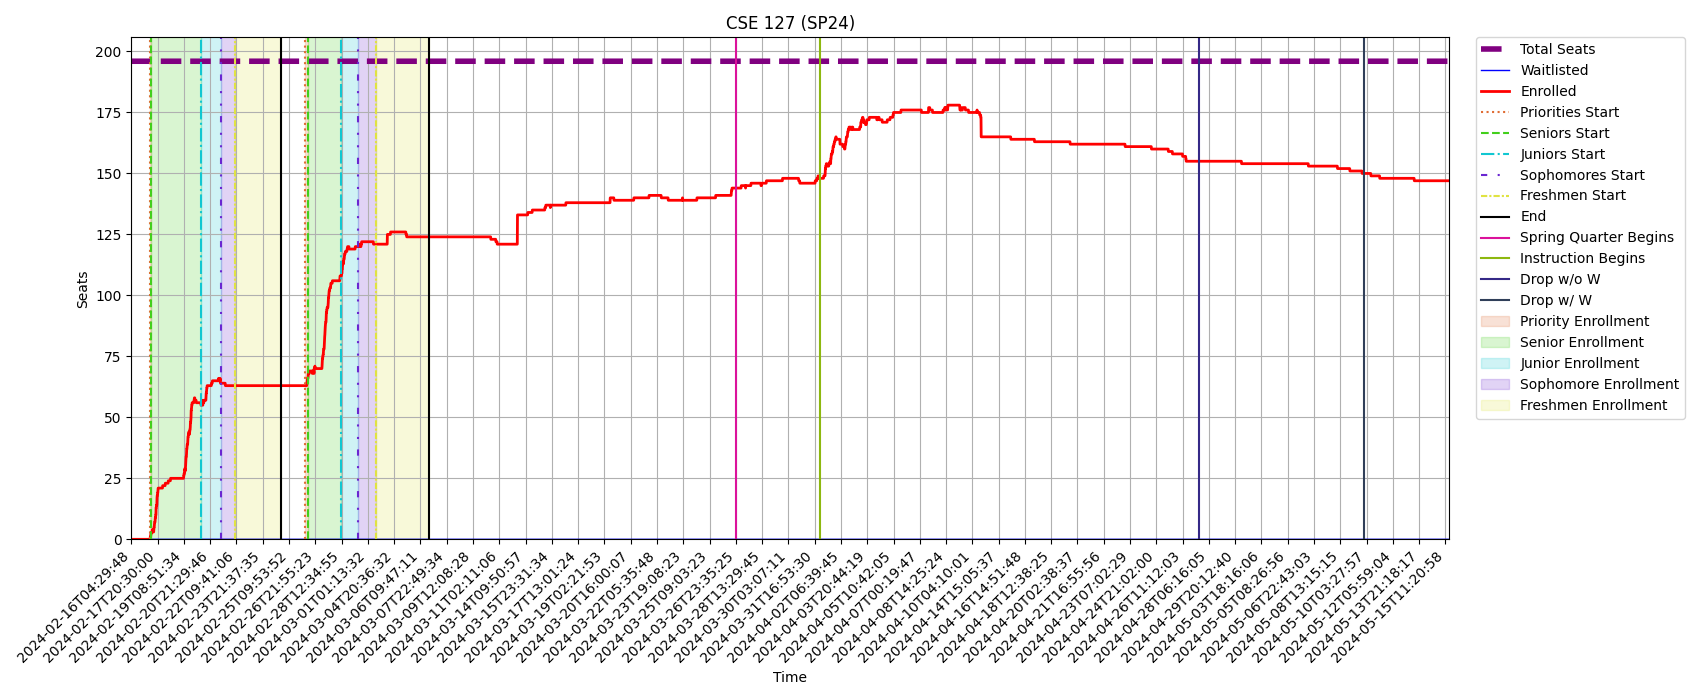 CSE 127 (SP24)
Seats
200
175
150
125
100
75
50
25
0
2024-02-16T04:29:48
2024-02-17T20:30:00
2024-02-19T08:51:34
2024-02-20T21:29:46
2024-02-22T09:41:06
2024-02-23T21:37:35
2024-02-25T09:53:52
2024-02-26T21:55:23
2024-02-28T12:34:55
2024-03-01T01:13:32
2024-03-04T20:36:32
2024-03-06T09:47:11
2024-03-07T22:49:34
2024-03-09T12:08:28
2024-03-11T02:11:06
2024-03-14T09:50:57
2024-03-15T23:31:34
2024-03-17T13:01:24
2024-03-19T02:21:53
2024-03-20T16:00:07
2024-03-22T05:35:48
2024-03-23T19:08:23
2024-03-25T09:03:23
2024-03-26T23:35:25
2024-03-28T13:29:45
2024-03-30T03:07:11
2024-03-31T16:53:30
2024-04-02T06:39:45
2024-04-03T20:44:19
2024-04-05T10:42:05
2024-04-07T00:19:47
2024-04-08T14:25:24
2024-04-10T04:10:01
2024-04-14T15:05:37
2024-04-16T14:51:48
2024-04-18T12:38:25
2024-04-20T02:38:37
2024-04-21T16:55:56
2024-04-23T07:02:29
2024-04-24T21:02:00
2024-04-26T11:12:03
2024-04-28T06:16:05
2024-04-29T20:12:40
2024-05-03T18:16:06
2024-05-05T08:26:56
2024-05-06T22:43:03
2024-05-08T13:15:15
2024-05-10T03:27:57
2024-05-12T05:59:04
2024-05-13T21:18:17
2024-05-15T11:20:58
Time
Total Seats
Waitlisted
Enrolled
Priorities Start
Seniors Start
Juniors Start
Sophomores Start
Freshmen Start
End
Spring Quarter Begins
Instruction Begins
Drop w/o W
Drop w/ W
Priority Enrollment
Senior Enrollment
Junior Enrollment
Sophomore Enrollment
Freshmen Enrollment